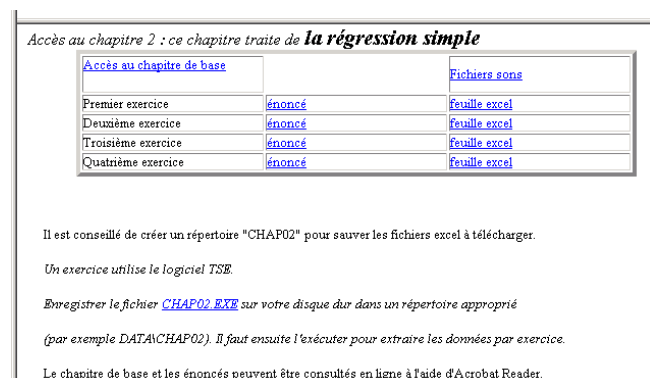 Accès au chapitre 2 : ce chapitre traite de la régression simple
Accès au chapitre de base
Fichiers sons
Premier exercice énoncé feuille excel
Deuxième exercice énoncé feuille excel
Troisième exercice énoncé feuille excel
Quatrième exercice énoncé feuille excel
Il est conseillé de créer un répertoire "CHAP02" pour sauver les fichiers excel à télécharger.
Un exercice utilise le logiciel TSE.
Enregistrer le fichier CHAP02.EXE sur votre disque dur dans un répertoire approprié
(par exemple DATA\CHAP02). Il faut ensuite l'exécuter pour extraire les données par exercice.
Le chapitre de base et les énoncés peuvent être consultés en ligne à l'aide d'Acrobat Reader.